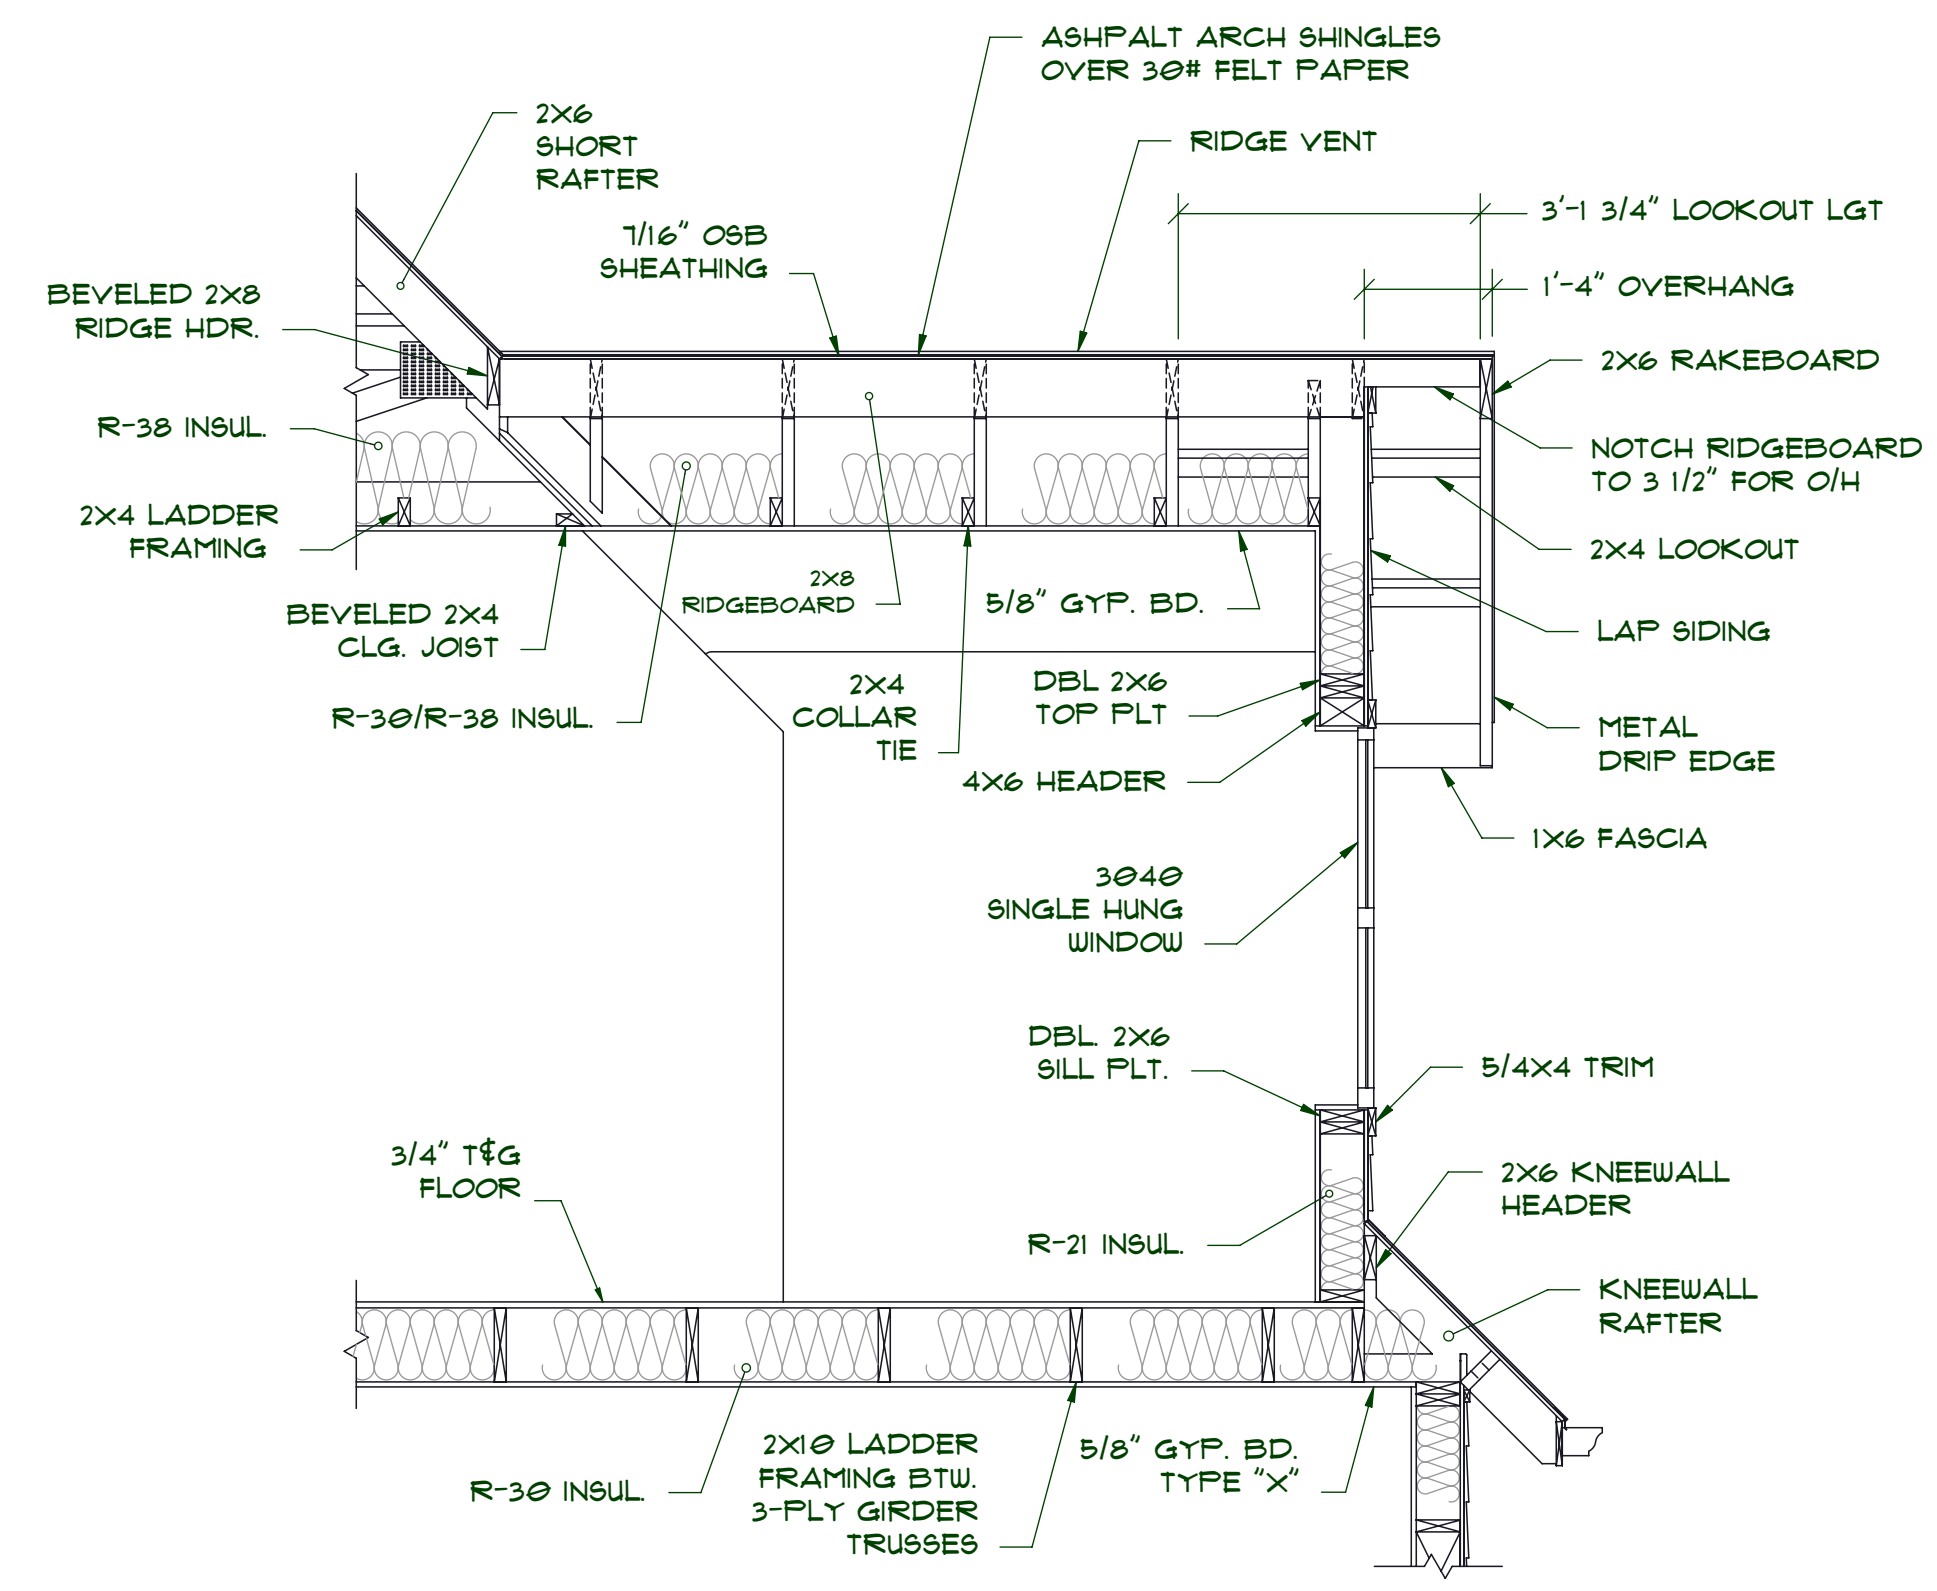 ASHPALT ARCH SHINGLES
OVER 30# FELT PAPER
2X6
SHORT
RAFTER
RIDGE VENT
3'-1 3/4" LOOKOUT LGT
7/16" OSB
SHEATHING
1'-4" OVERHANG
BEVELED 2X8
RIDGE HDR.
2X6 RAKEBOARD
R-38 INSUL.
NOTCH RIDGEBOARD
TO 3 1/2" FOR O/H
2X4 LADDER
FRAMING
2X4 LOOKOUT
2X8
RIDGEBOARD
5/8" GYP. BD.
BEVELED 2X4
CLG. JOIST
LAP SIDING
R-30/R-38 INSUL.
2X4
COLLAR
TIE
DBL 2X6
TOP PLT
METAL
DRIP EDGE
4X6 HEADER
1X6 FASCIA
3040
SINGLE HUNG
WINDOW
DBL. 2X6
SILL PLT.
5/4X4 TRIM
3/4" T&G
FLOOR
2X6 KNEEWALL
HEADER
R-21 INSUL.
KNEEWALL
RAFTER
R-30 INSUL.
2X10 LADDER
FRAMING BTW.
3-PLY GIRDER
TRUSSES
5/8" GYP. BD.
TYPE "X"